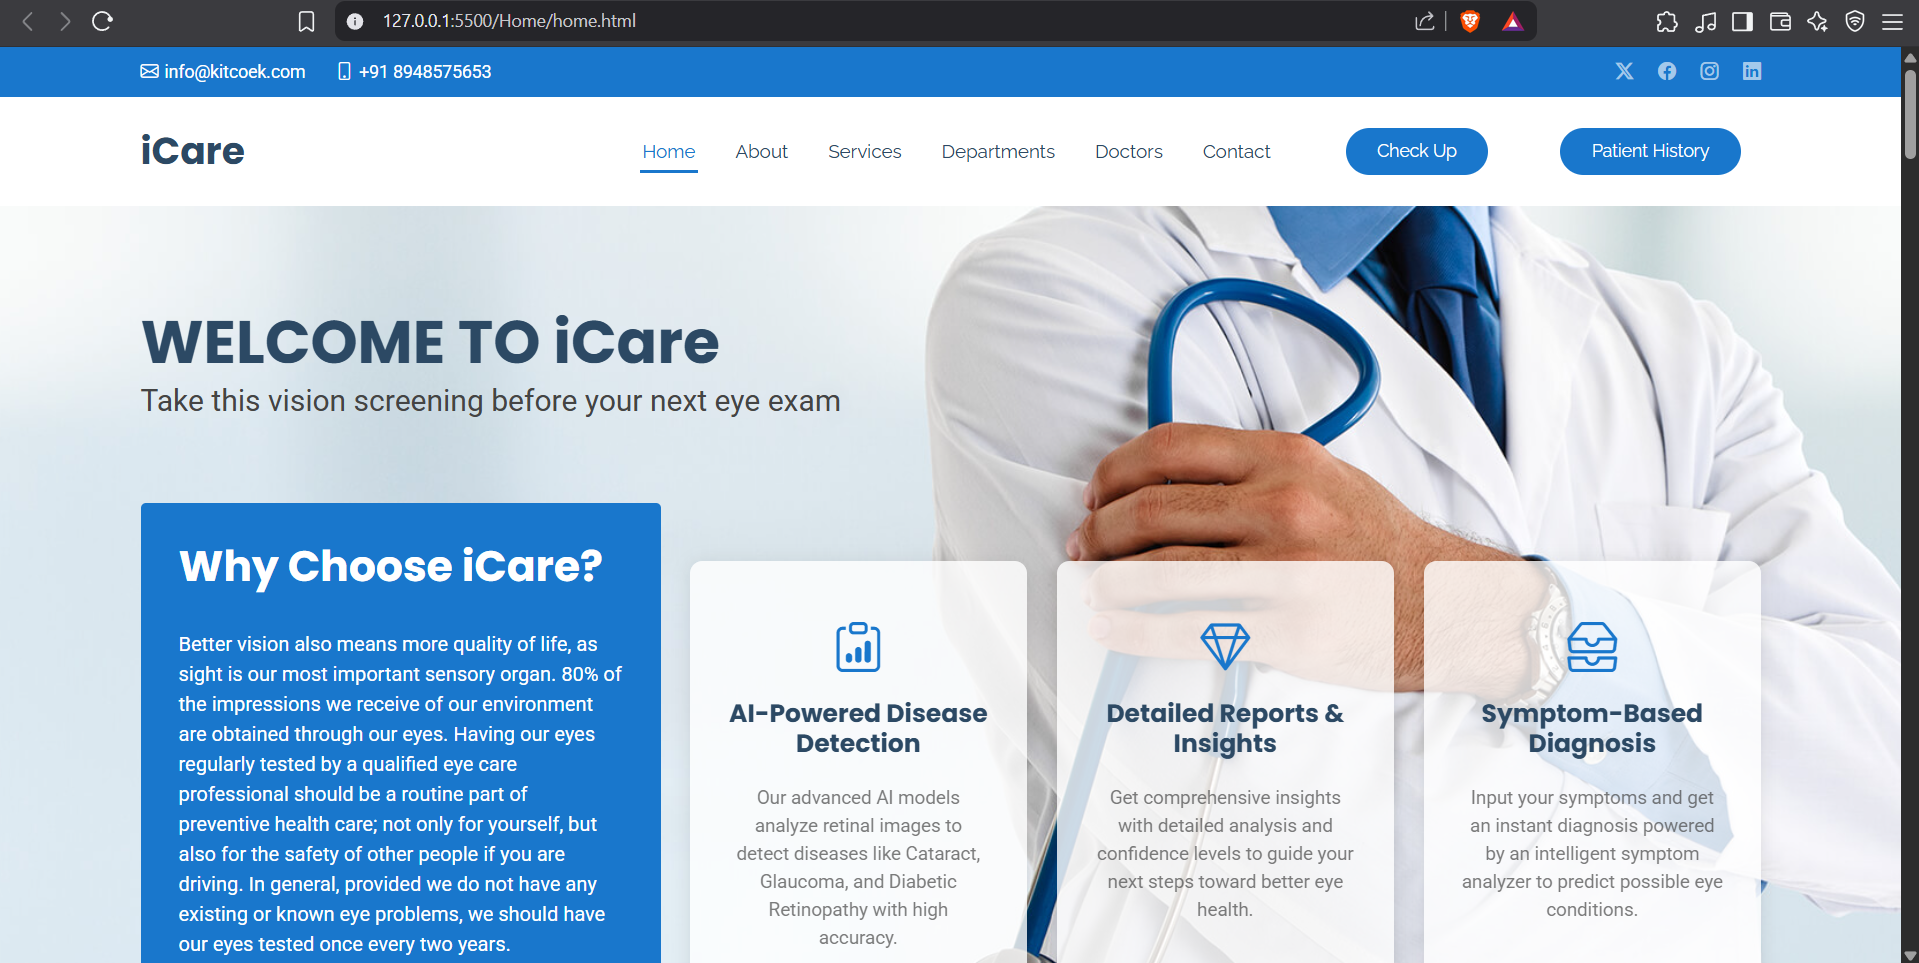 127.0.0.1:5500/Home/home.html
info@kitcoek.com +91 8948575653
iCare Home About Services Departments Doctors Contact Check Up Patient History
WELCOME TO iCare
Take this vision screening before your next eye exam
Why Choose iCare?
Better vision also means more quality of life, as
sight is our most important sensory organ. 80% of
the impressions we receive of our environment
are obtained through our eyes. Having our eyes
regularly tested by a qualified eye care
professional should be a routine part of
preventive health care; not only for yourself, but
also for the safety of other people if you are
driving. In general, provided we do not have any
existing or known eye problems, we should have
our eyes tested once every two years.
AI-Powered Disease
Detection
Our advanced AI models
analyze retinal images to
detect diseases like Cataract,
Glaucoma, and Diabetic
Retinopathy with high
accuracy.
Detailed Reports &
Insights
Get comprehensive insights
with detailed analysis and
confidence levels to guide your
next steps toward better eye
health.
Symptom-Based
Diagnosis
Input your symptoms and get
an instant diagnosis powered
by an intelligent symptom
analyzer to predict possible eye
conditions.